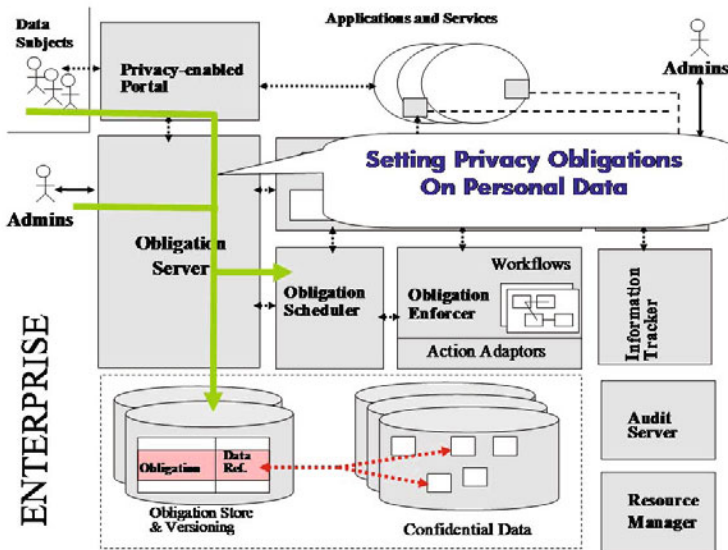 Data
Subjects
Applications and Services
Privacy-enabled
Portal
Admins
Setting Privacy Obligations
On Personal Data
Admins
Obligation
Server
Obligation
Scheduler
Workflows
Obligation
Enforcer
Action Adaptors
Information
Tracker
ENTERPRISE
Obligation
Data
Ref.
Obligation Store
& Versioning
Confidential Data
Audit
Server
Resource
Manager